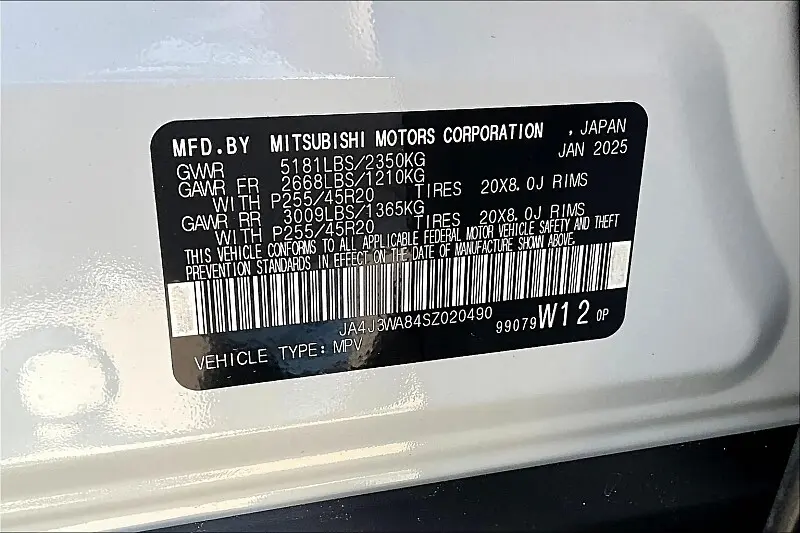 MFD.BY MITSUBISHI MOTORS CORPORATION , JAPAN
JAN 2025
GVWR 5181LBS/2350KG
GAWR FR 2668LBS/1210KG
WITH P255/45R20 TIRES 20X8.0J RIMS
GAWR RR 3009LBS/1365KG
WITH P255/45R20 TIRES 20X8.0J RIMS
THIS VEHICLE CONFORMS TO ALL APPLICABLE FEDERAL MOTOR VEHICLE SAFETY AND THEFT
PREVENTION STANDARDS IN EFFECT ON THE DATE OF MANUFACTURE SHOWN ABOVE.
JA4J3WA84SZ020490
VEHICLE TYPE: MPV 99079 W12 0P